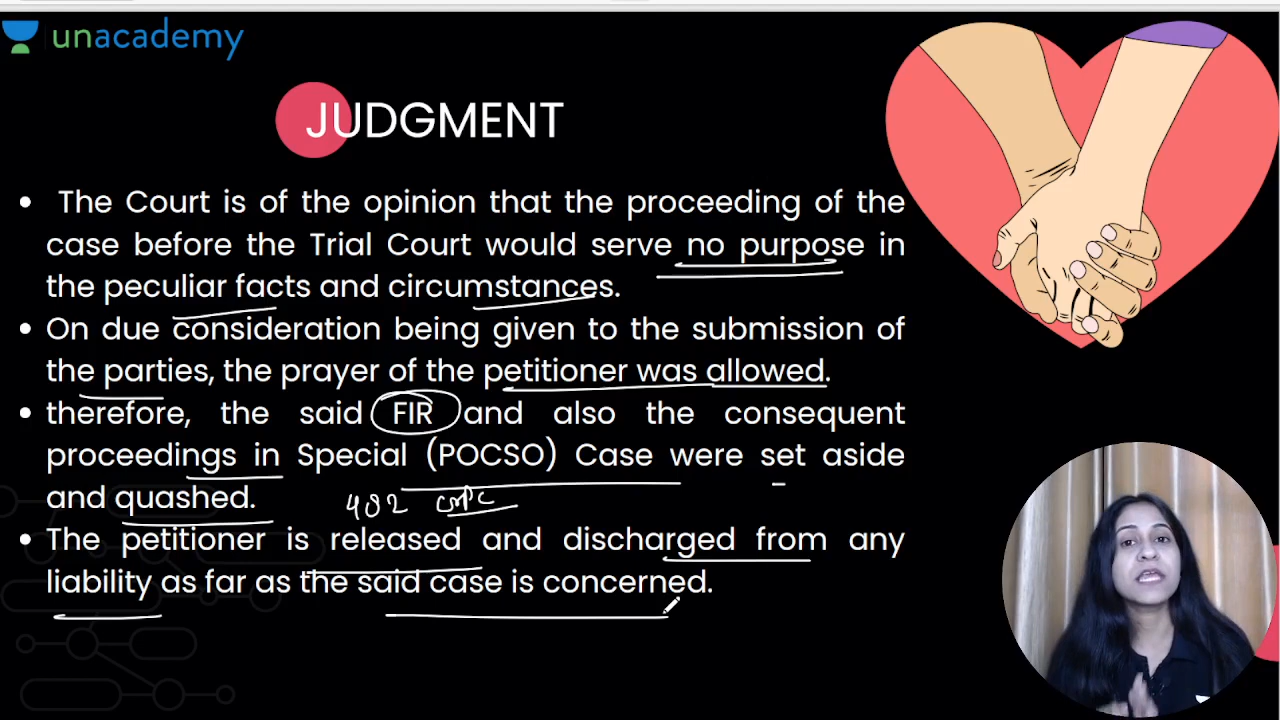 unacademy
JUDGMENT
• The Court is of the opinion that the proceeding of the
case before the Trial Court would serve no purpose in
the peculiar facts and circumstances.
• On due consideration being given to the submission of
the parties, the prayer of the petitioner was allowed.
• therefore, the said FIR and also the consequent
proceedings in Special (POCSO) Case were set aside
and quashed.
482 crpc
• The petitioner is released and discharged from any
liability as far as the said case is concerned.